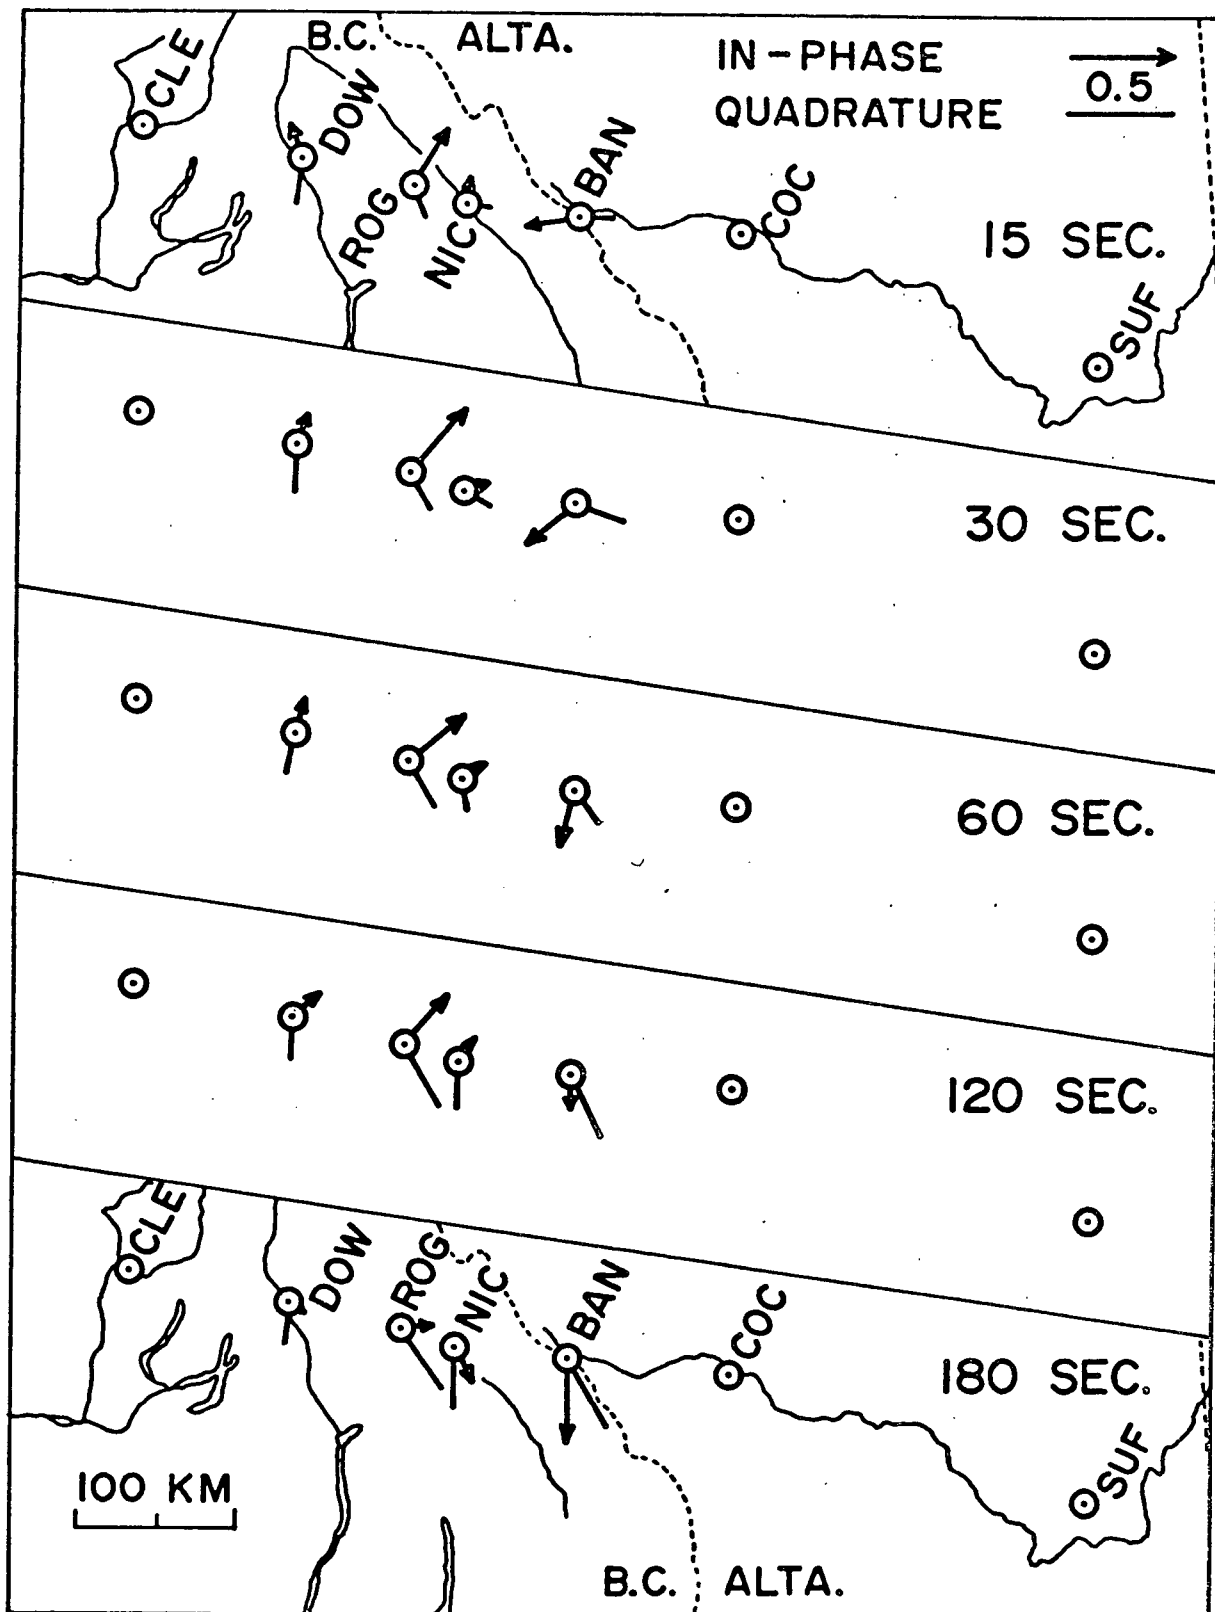 B.C. ALTA.
IN-PHASE
0.5
QUADRATURE
CLE
DOW
ROG
NIC
BAN
COC
SUF
15 SEC.
30 SEC.
60 SEC.
120 SEC.
CLE
DOW
ROG
NIC
BAN
COC
SUF
180 SEC.
100 KM
B.C. ALTA.